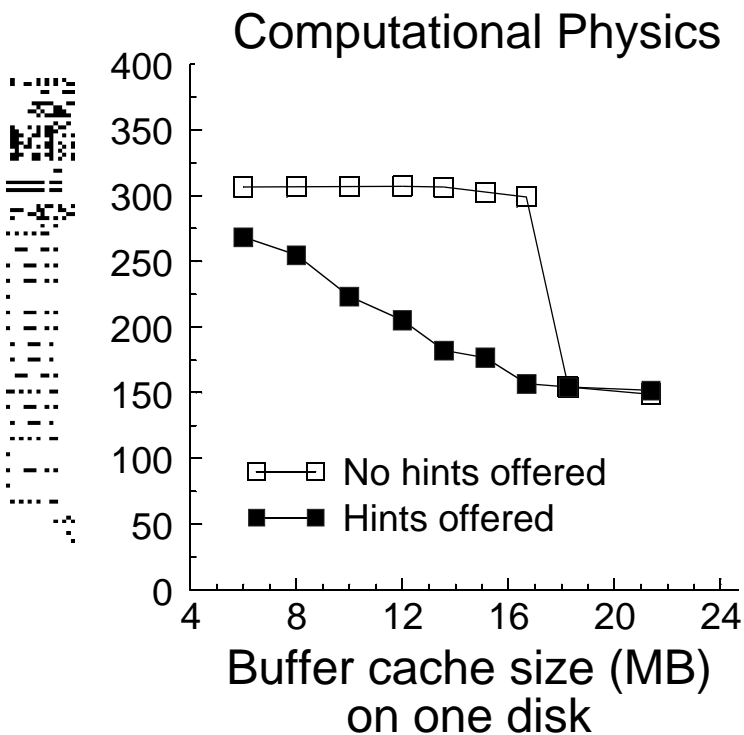 Computational Physics
400
350
300
250
200
150
100
50
0
No hints offered
Hints offered
4 8 12 16 20 24
Buffer cache size (MB)
on one disk